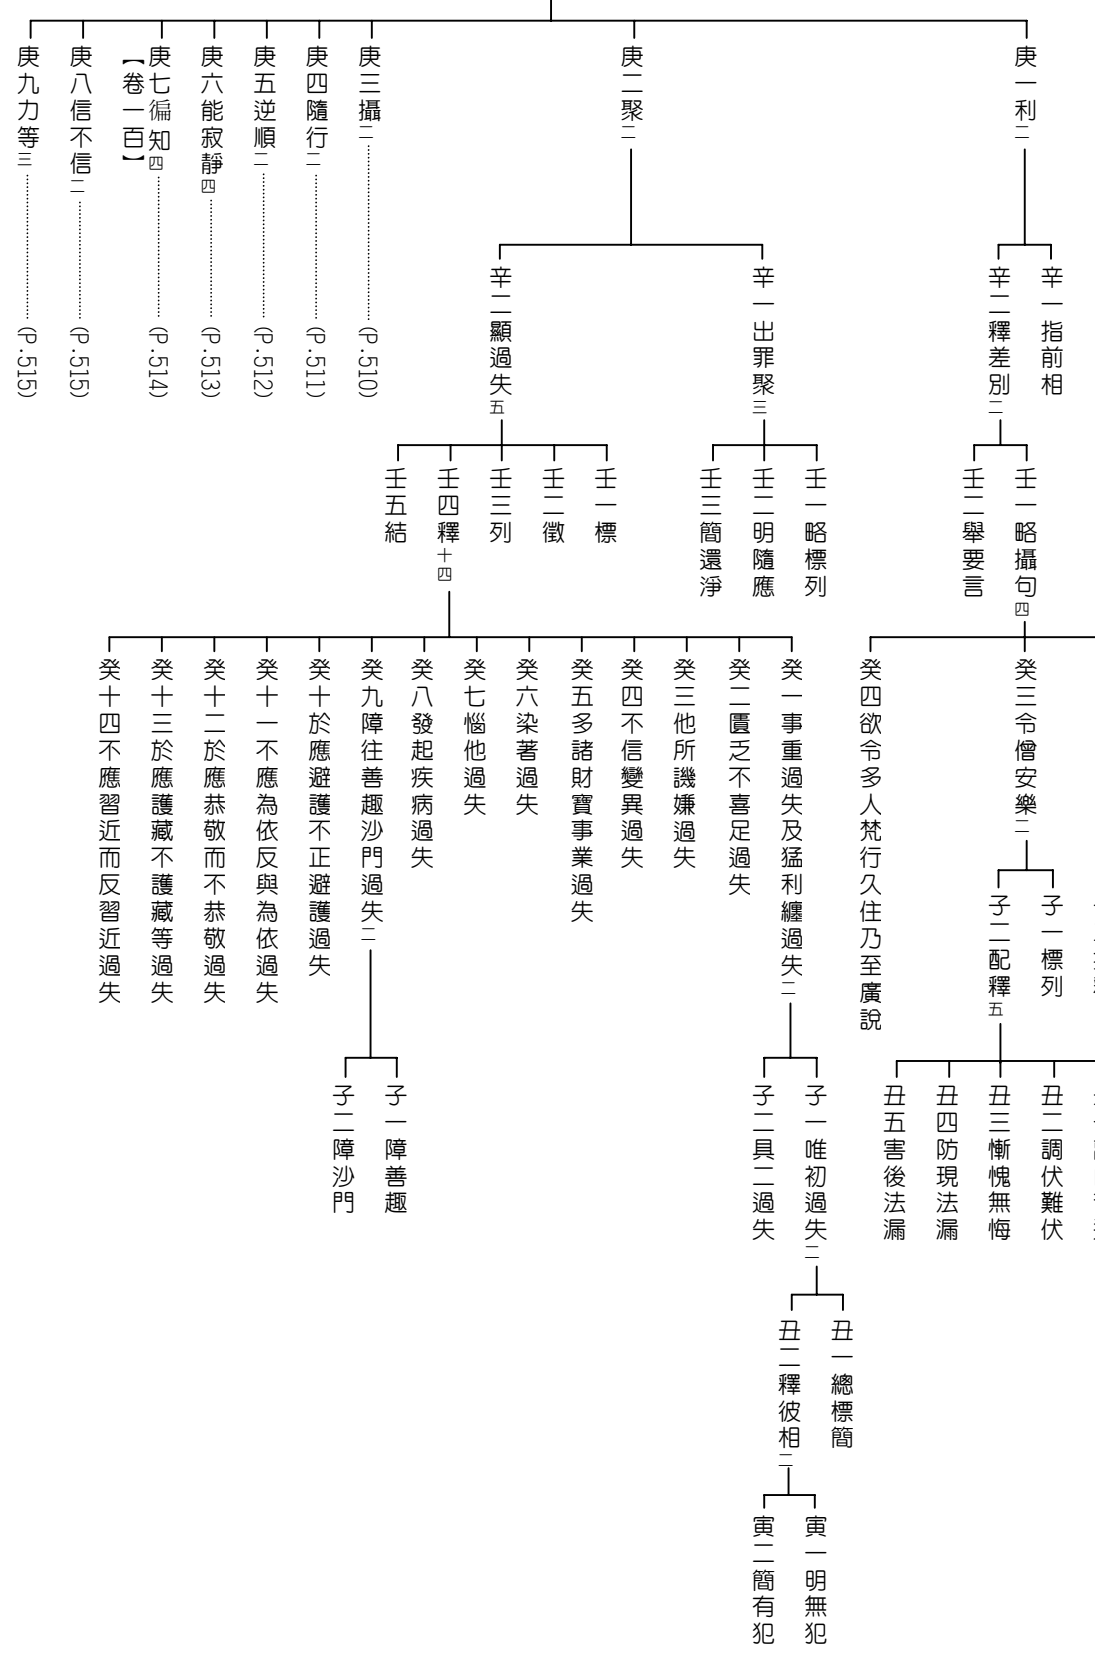 庚一利二
庚二聚二
庚三攝二 (P.510)
庚四隨行二 (P.511)
庚五逆順二 (P.512)
庚六能寂靜四 (P.513)
庚七徧知四 (P.514)
【卷一百】
庚八信不信二 (P.515)
庚九力等三 (P.515)
辛一指前相
辛二釋差別二
辛一出罪聚三
辛二顯過失五
壬一略攝句四
壬二舉要言
壬一略標列
壬二明隨應
壬三簡還淨
壬一標
壬二徵
壬三列
壬四釋十四
壬五結
癸三令僧安樂二
癸四欲令多人梵行久住乃至廣說
癸一事重過失及猛利纏過失二
癸二匱乏不喜足過失
癸三他所譏嫌過失
癸四不信變異過失
癸五多諸財寶事業過失
癸六染著過失
癸七惱他過失
癸八發起疾病過失
癸九障往善趣沙門過失二
癸十於應避護不正避護過失
癸十一不應為依反與為依過失
癸十二於應恭敬而不恭敬過失
癸十三於應護藏不護藏等過失
癸十四不應習近而反習近過失
子一標列
子二配釋五
子一唯初過失二
子二具二過失
子一障善趣
子二障沙門
丑二調伏難伏
丑三慚愧無悔
丑四防現法漏
丑五害後法漏
丑一總標簡
丑二釋彼相二
寅一明無犯
寅二簡有犯